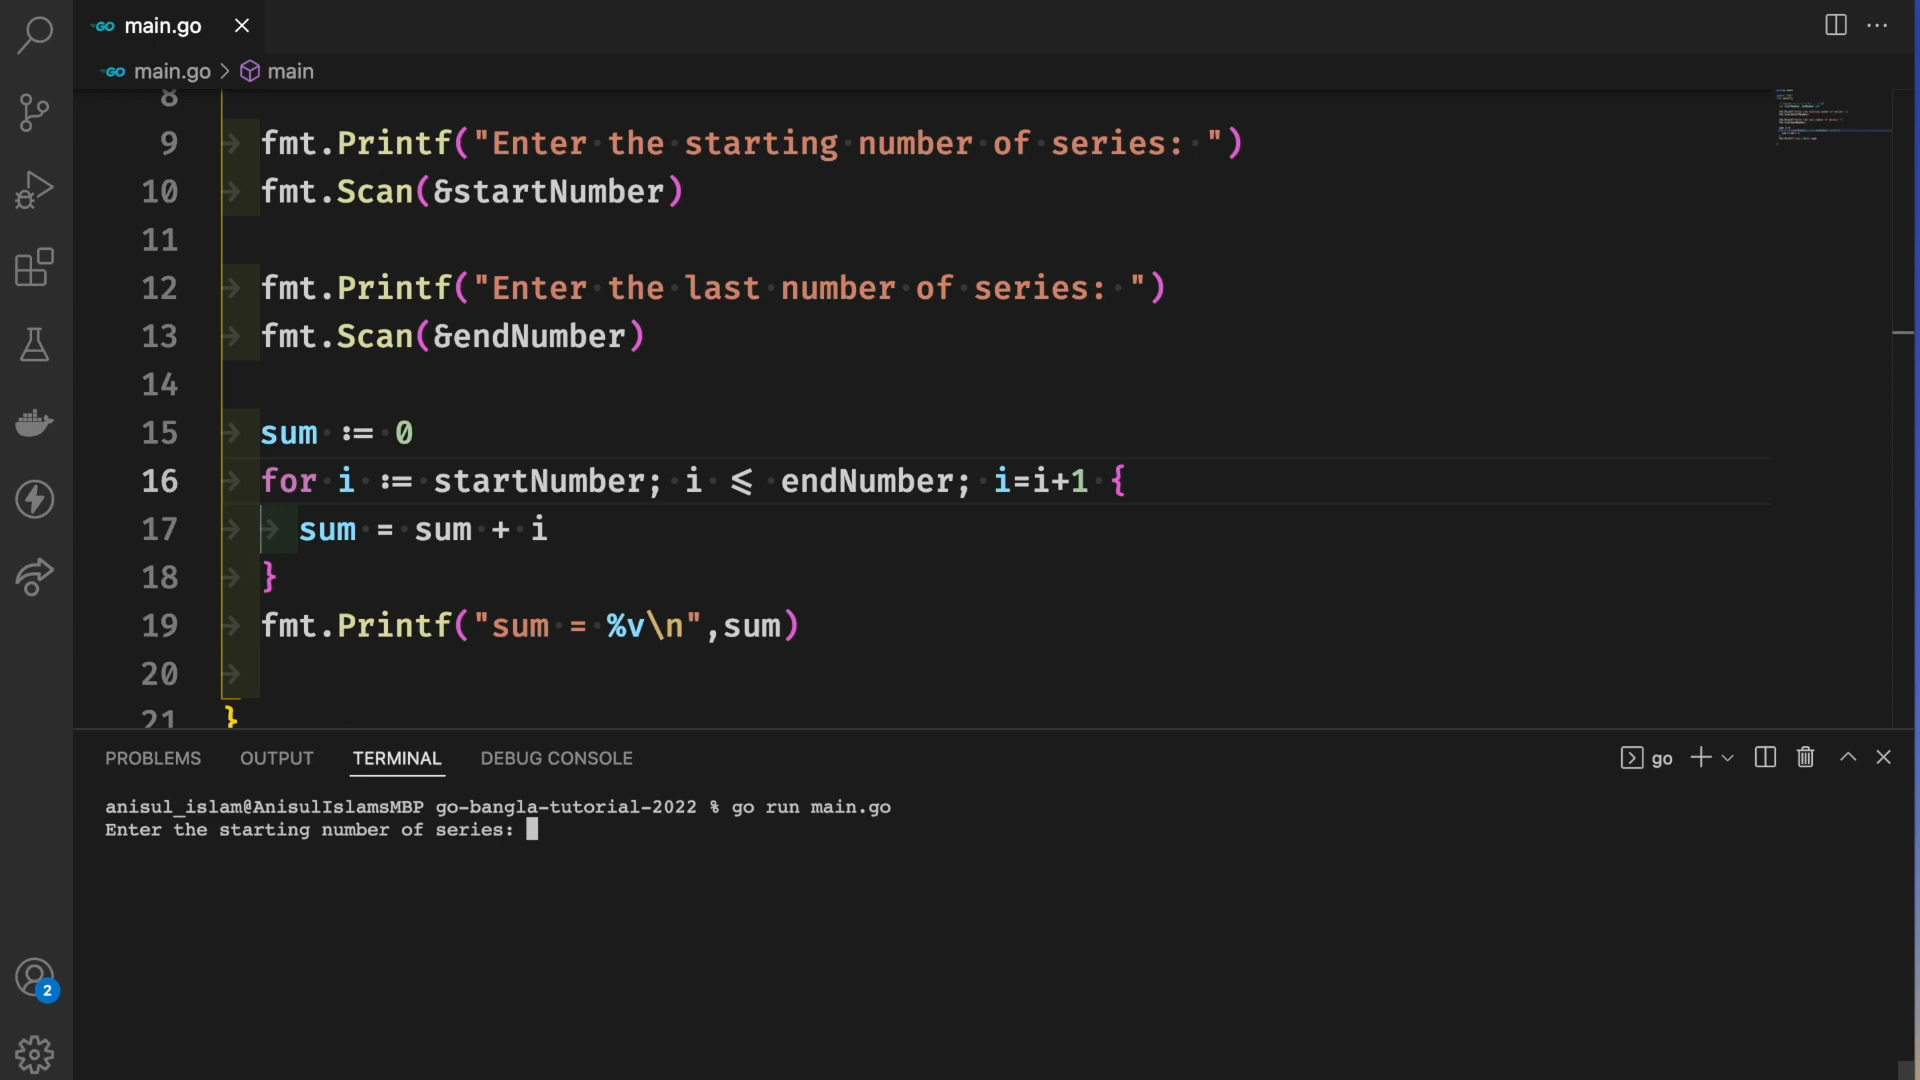 GO main.go
GO main.go > main
8
9 fmt.Printf("Enter the starting number of series: ")
10 fmt.Scan(&startNumber)
11
12 fmt.Printf("Enter the last number of series: ")
13 fmt.Scan(&endNumber)
14
15 sum := 0
16 for i := startNumber; i <= endNumber; i=i+1 {
17 sum = sum + i
18 }
19 fmt.Printf("sum = %v\n",sum)
20
21 }
PROBLEMS OUTPUT TERMINAL DEBUG CONSOLE go
anisul_islam@AnisulIslamsMBP go-bangla-tutorial-2022 % go run main.go
Enter the starting number of series:
2